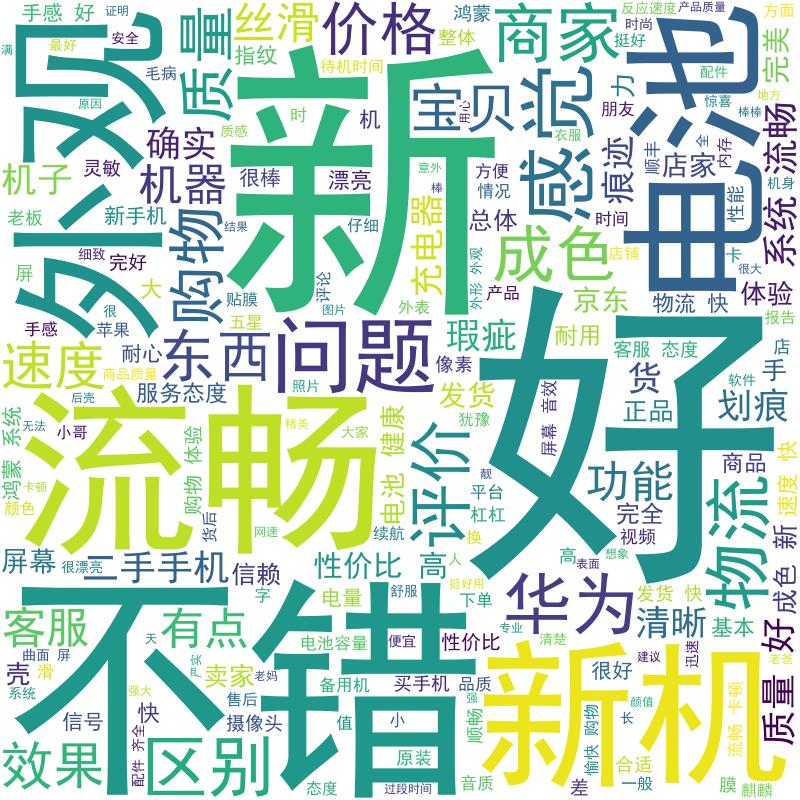 手感 好
证明
外观
质量
丝滑
价格
鸿蒙
商家
反应速度
产品质量
方面
时尚
满
最好
安全
指纹
待机时间
整体
挺好
电池
配件
完美
毛病
新
宝贝
用心
感觉
力
惊喜
地方
原因
质感
时
机
朋友
棒棒
确实
衣服
痕迹
顺丰
全
内存
系统 流畅
灵敏
机器
很棒
漂亮
意外
棒
方便
情况
店家
机身
机子
老板
新手机
购物
结果
仔细
充电器
总体
时间
性能
屏
细致
完好
成色
店铺
卡
很大
很
大
贴膜
评论
外表
外形 外观
产品
京东
物流 快
体验
手感
苹果
五星
图片
报告
速度
耐心
东西
问题
像素
瑕疵
耐用
客服 态度
店
商品质量
服务态度
照片
发货
货
手
软件
后壳
流畅
好
音效
屏幕
正品
划痕
鸿蒙 系统
无法
小哥
精美
大家
健康
电池
评价
犹豫
功能
商品
颜色
卡顿
购物 体验
货后
网速
靓
平台
杠杠
完全
物流
速度 快
续航
换
视频
成色 新
屏幕
很漂亮
二手手机
信赖
性价比
高
人
高
想象
表面
不错
字
电量
舒服
挺好用
下单
华为
发货 快
清晰
基本
客服
有点
天
严实
电池容量
便宜
性价比
专业
清楚
建议
迅速
好
老爸
曲面 屏
壳
滑
卖家
老妈
备用机
买手机
品质
新机
很好
质量
系统
强大
售后
强
顺畅
颜值
流畅 卡顿
信号
快
摄像头
值
小
长
愉快 购物
效果
配件 齐全
区别
原装
合适
态度
过段时间
音质
差
一般
膜
麒麟